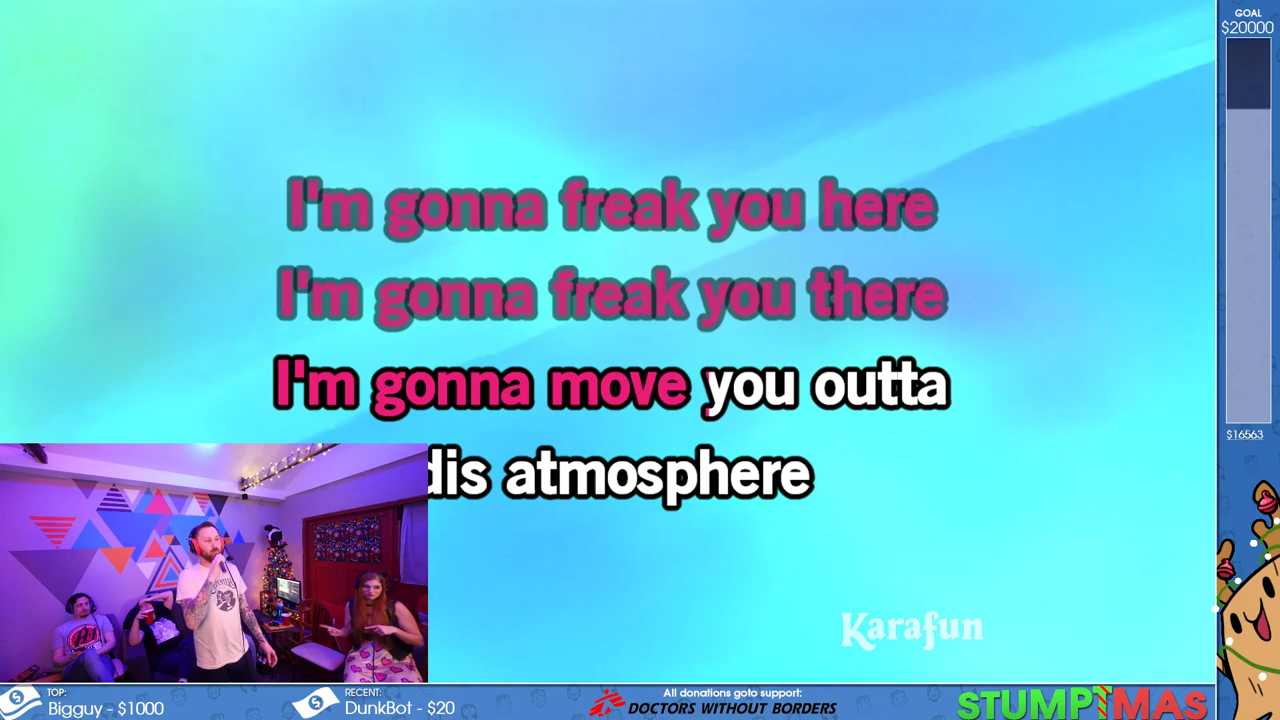 GOAL
$20000
I'm gonna freak you here
I'm gonna freak you there
I'm gonna move you outta
dis atmosphere
$16563
Karafun
TOP:
Bigguy - $1000
RECENT:
DunkBot - $20
All donations goto support:
DOCTORS WITHOUT BORDERS
STUMPTMAS